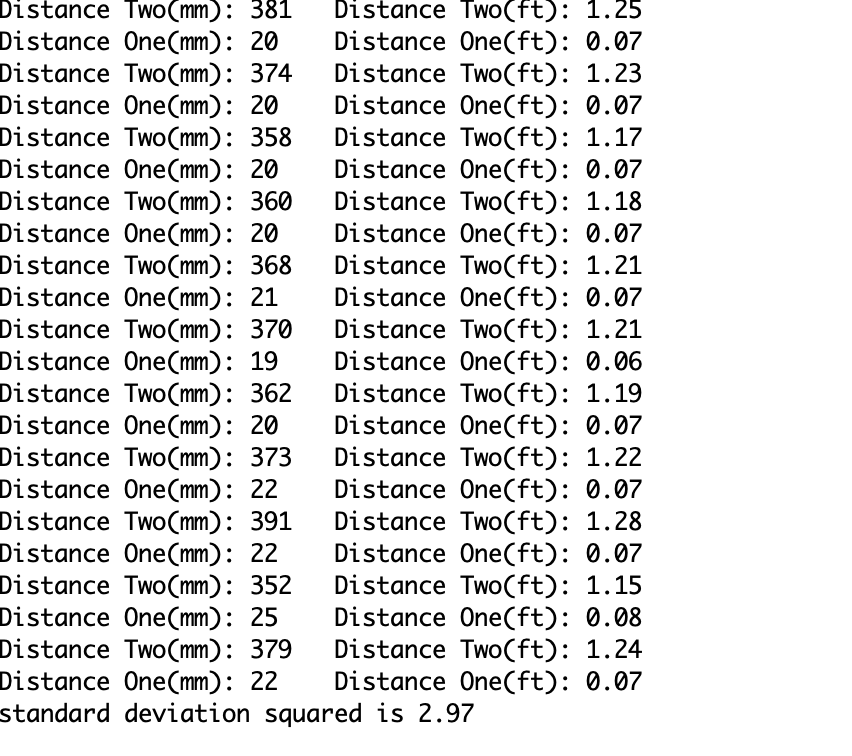 Distance Two(mm): 381   Distance Two(ft): 1.25
Distance One(mm): 20    Distance One(ft): 0.07
Distance Two(mm): 374   Distance Two(ft): 1.23
Distance One(mm): 20    Distance One(ft): 0.07
Distance Two(mm): 358   Distance Two(ft): 1.17
Distance One(mm): 20    Distance One(ft): 0.07
Distance Two(mm): 360   Distance Two(ft): 1.18
Distance One(mm): 20    Distance One(ft): 0.07
Distance Two(mm): 368   Distance Two(ft): 1.21
Distance One(mm): 21    Distance One(ft): 0.07
Distance Two(mm): 370   Distance Two(ft): 1.21
Distance One(mm): 19    Distance One(ft): 0.06
Distance Two(mm): 362   Distance Two(ft): 1.19
Distance One(mm): 20    Distance One(ft): 0.07
Distance Two(mm): 373   Distance Two(ft): 1.22
Distance One(mm): 22    Distance One(ft): 0.07
Distance Two(mm): 391   Distance Two(ft): 1.28
Distance One(mm): 22    Distance One(ft): 0.07
Distance Two(mm): 352   Distance Two(ft): 1.15
Distance One(mm): 25    Distance One(ft): 0.08
Distance Two(mm): 379   Distance Two(ft): 1.24
Distance One(mm): 22    Distance One(ft): 0.07
standard deviation squared is 2.97